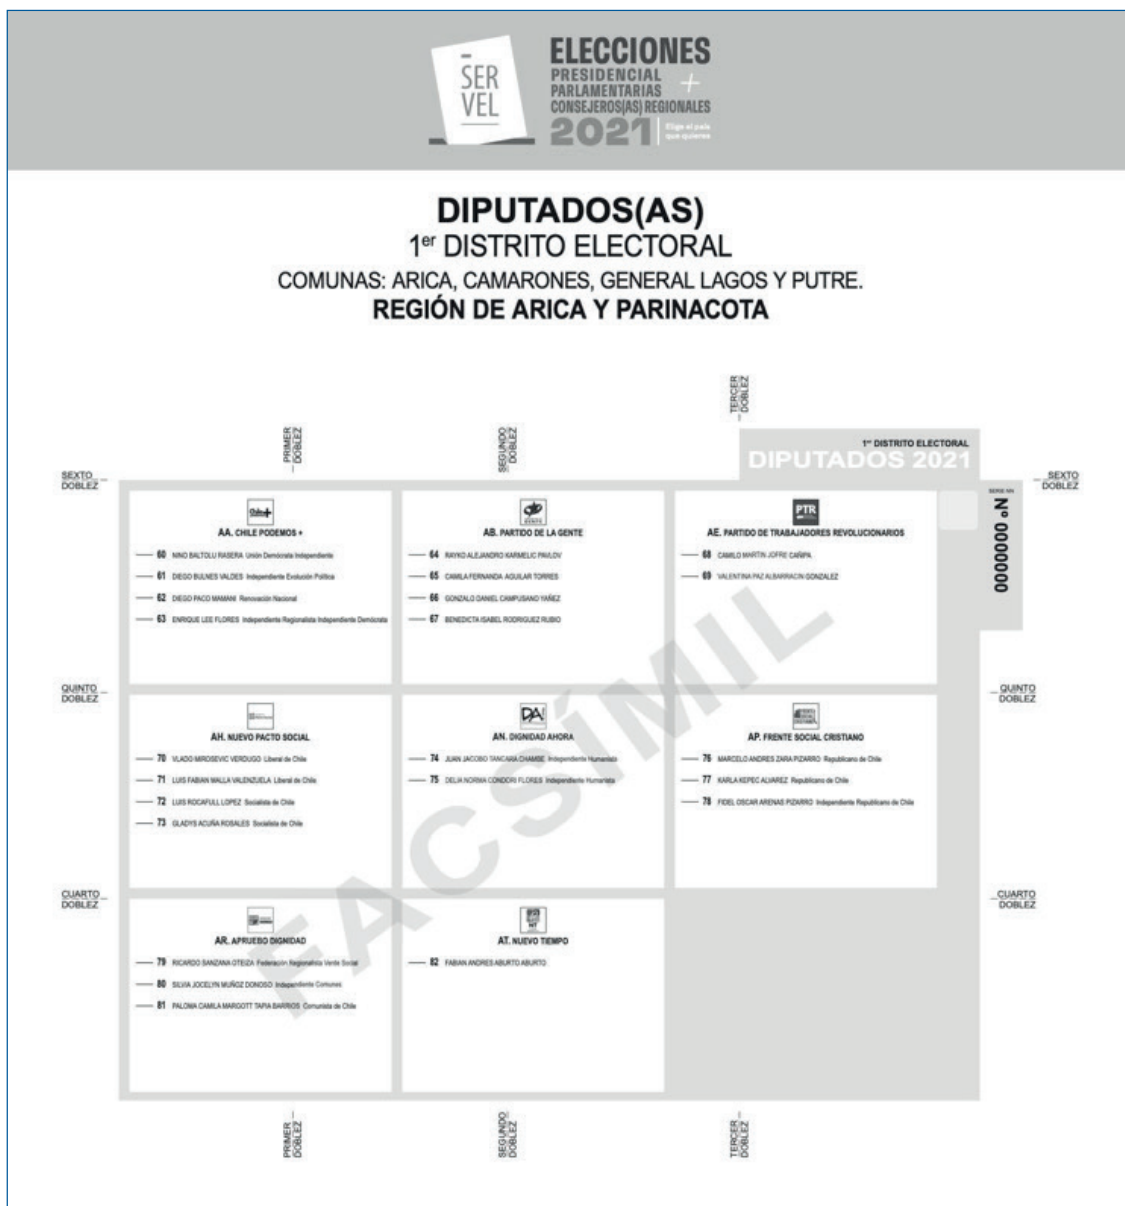 SER
VEL
ELECCIONES
PRESIDENCIAL
PARLAMENTARIAS
CONSEJEROS(AS) REGIONALES
2021
Elige el país
que quieres
DIPUTADOS(AS)
1er DISTRITO ELECTORAL
COMUNAS: ARICA, CAMARONES, GENERAL LAGOS Y PUTRE.
REGIÓN DE ARICA Y PARINACOTA
PRIMER DOBLEZ
SEGUNDO DOBLEZ
TERCER DOBLEZ
1er DISTRITO ELECTORAL
DIPUTADOS 2021
SEXTO DOBLEZ
SEXTO DOBLEZ
SERIE NN
Nº 0000000
AA. CHILE PODEMOS +
60 NINO BALTOLU RASERA Unión Demócrata Independiente
61 DIEGO BULNES VALDES Independiente Evolución Política
62 DIEGO PACO MAMANI Renovación Nacional
63 ENRIQUE LEE FLORES Independiente Regionalista Independiente Demócrata
AB. PARTIDO DE LA GENTE
64 RAYKO ALEJANDRO KARMELIC PAVLOV
65 CAMILA FERNANDA AGUILAR TORRES
66 GONZALO DANIEL CAMPUSANO YAÑEZ
67 BENEDICTA ISABEL RODRIGUEZ RUBIO
PTR
AE. PARTIDO DE TRABAJADORES REVOLUCIONARIOS
68 CAMILO MARTIN JOFRE CAÑIPA
69 VALENTINA PAZ ALBARRACIN GONZALEZ
QUINTO DOBLEZ
QUINTO DOBLEZ
AH. NUEVO PACTO SOCIAL
70 VLADO MIROSEVIC VERDUGO Liberal de Chile
71 LUIS FABIAN MALLA VALENZUELA Liberal de Chile
72 LUIS ROCAFULL LOPEZ Socialista de Chile
73 GLADYS ACUÑA ROSALES Socialista de Chile
DA!
AN. DIGNIDAD AHORA
74 JUAN JACOBO TANCARA CHAMBE Independiente Humanista
75 DELIA NORMA CONDORI FLORES Independiente Humanista
AP. FRENTE SOCIAL CRISTIANO
76 MARCELO ANDRES ZARA PIZARRO Republicano de Chile
77 KARLA KEPEC ALVAREZ Republicano de Chile
78 FIDEL OSCAR ARENAS PIZARRO Independiente Republicano de Chile
CUARTO DOBLEZ
CUARTO DOBLEZ
AR. APRUEBO DIGNIDAD
79 RICARDO SANZANA OTEIZA Federación Regionalista Verde Social
80 SILVIA JOCELYN MUÑOZ DONOSO Independiente Comunes
81 PALOMA CAMILA MARGOTT TAPIA BARRIOS Comunista de Chile
NT
AT. NUEVO TIEMPO
82 FABIAN ANDRES ABURTO ABURTO
FACSÍMIL
PRIMER DOBLEZ
SEGUNDO DOBLEZ
TERCER DOBLEZ